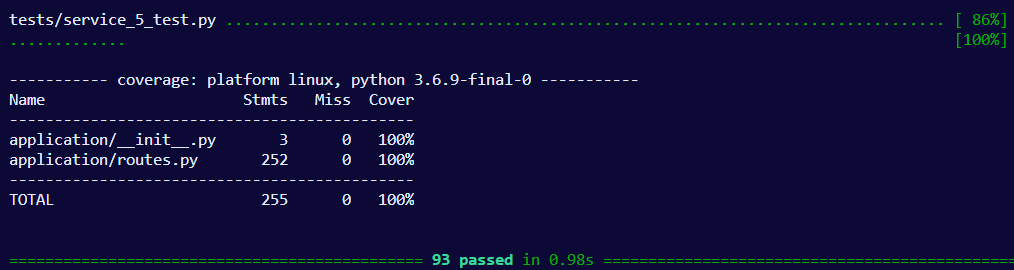 tests/service_5_test.py ................................................................................ [ 86%]
............. [100%]
----------- coverage: platform linux, python 3.6.9-final-0 -----------
Name Stmts Miss Cover
---------------------------------------------
application/__init__.py 3 0 100%
application/routes.py 252 0 100%
---------------------------------------------
TOTAL 255 0 100%
============================================== 93 passed in 0.98s ==============================================